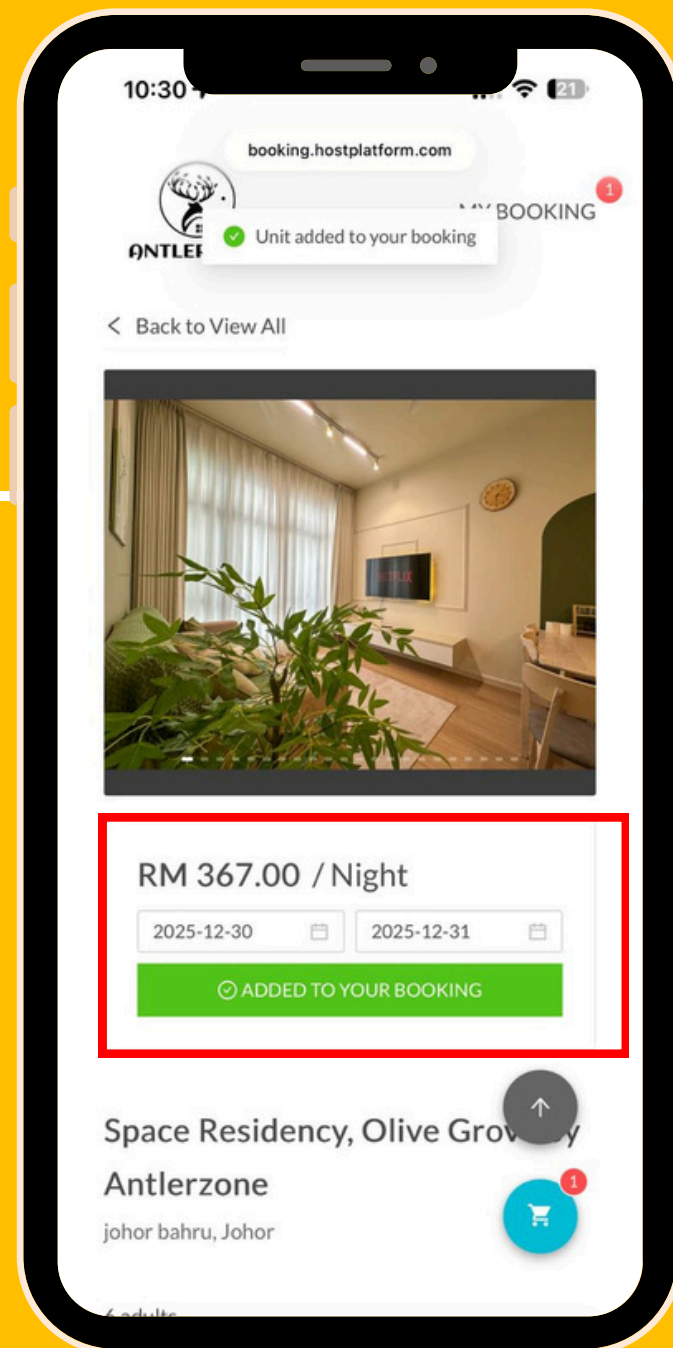 10:30
21
booking.hostplatform.com
MY BOOKING
1
Unit added to your booking
< Back to View All
NETFLIX
RM 367.00 / Night
2025-12-30
2025-12-31
ADDED TO YOUR BOOKING
Space Residency, Olive Grove by
Antlerzone
1
johor bahru, Johor
6 adults